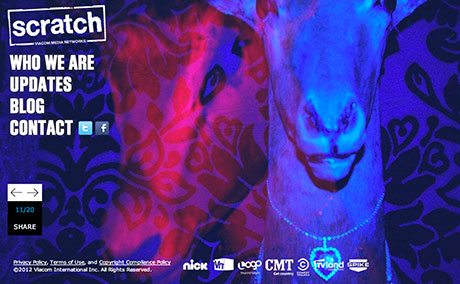 scratch
VIACOM MEDIA NETWORKS
WHO WE ARE
UPDATES
BLOG
CONTACT
11/20
SHARE
Privacy Policy, Terms of Use, and Copyright Compliance Policy
©2012 Viacom International Inc. All Rights Reserved.
nick VH1 CMT TVLAND SPIKE